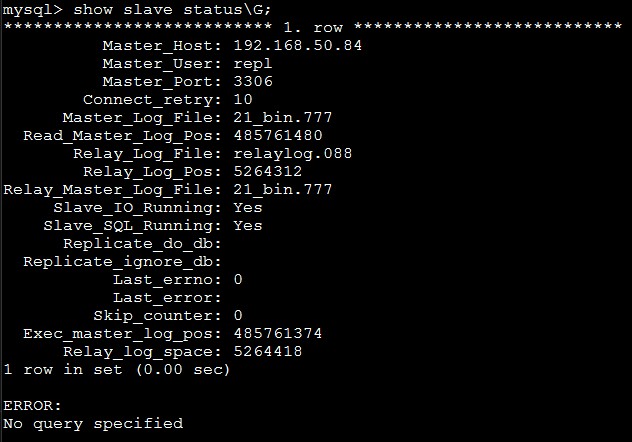 mysql> show slave status\G;
*************************** 1. row ***************************
Master_Host: 192.168.50.84
Master_User: repl
Master_Port: 3306
Connect_retry: 10
Master_Log_File: 21_bin.777
Read_Master_Log_Pos: 485761480
Relay_Log_File: relaylog.088
Relay_Log_Pos: 5264312
Relay_Master_Log_File: 21_bin.777
Slave_IO_Running: Yes
Slave_SQL_Running: Yes
Replicate_do_db:
Replicate_ignore_db:
Last_errno: 0
Last_error:
Skip_counter: 0
Exec_master_log_pos: 485761374
Relay_log_space: 5264418
1 row in set (0.00 sec)
ERROR:
No query specified